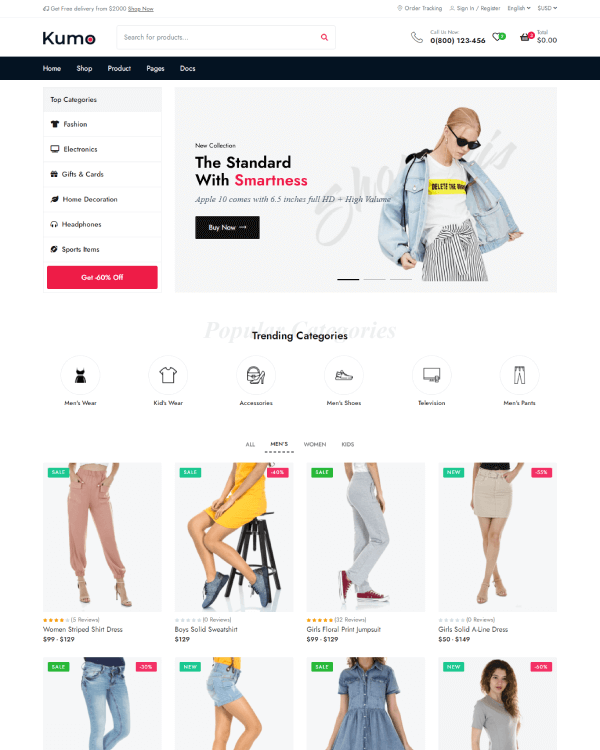 Get Free delivery from $2000 Shop Now
Order Tracking
Sign In / Register
English
$USD
Kumo
Search for products...
Call Us Now
0(800) 123-456
0
0
Total
$0.00
Home
Shop
Product
Pages
Docs
Top Categories
Fashion
Electronics
Gifts & Cards
Home Decoration
Headphones
Sports Items
Get -60% Off
New Collection
The Standard
With Smartness
Apple 10 comes with 6.5 inches full HD + High Valume
Buy Now
DELETE THE
Popular Categories
Trending Categories
Men's Wear
Kid's Wear
Accessories
Men's Shoes
Television
Men's Pants
ALL
MEN'S
WOMEN
KIDS
SALE
SALE
-40%
SALE
NEW
-53%
(5 Reviews)
Women Striped Shirt Dress
$99 - $129
(0 Reviews)
Boys Solid Sweatshirt
$129
(32 Reviews)
Girls Floral Print Jumpsuit
$99 - $129
(0 Reviews)
Girls Solid A-Line Dress
$50 - $149
SALE
-30%
NEW
SALE
NEW
-60%